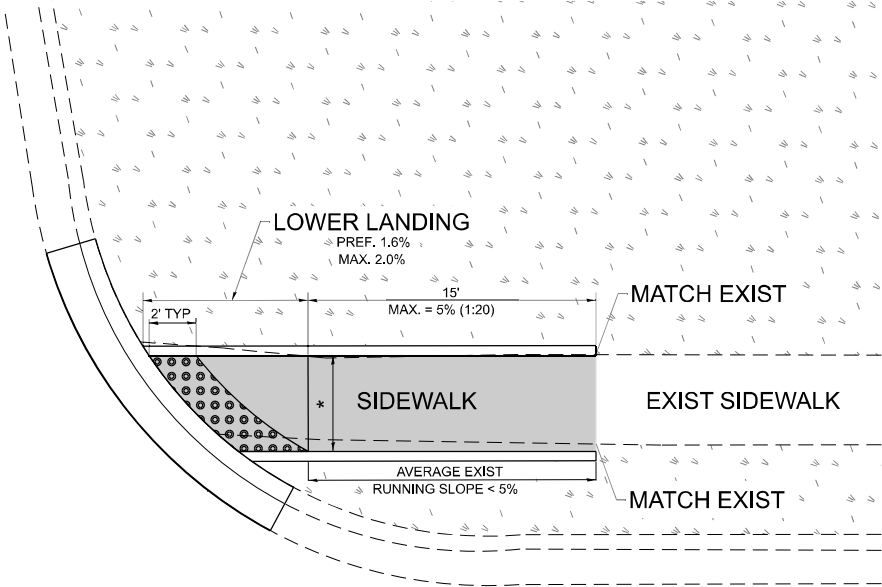 LOWER LANDING
PREF. 1.6%
MAX. 2.0%
15'
MAX. = 5% (1:20)
MATCH EXIST
2' TYP
*
SIDEWALK
EXIST SIDEWALK
AVERAGE EXIST
RUNNING SLOPE < 5%
MATCH EXIST